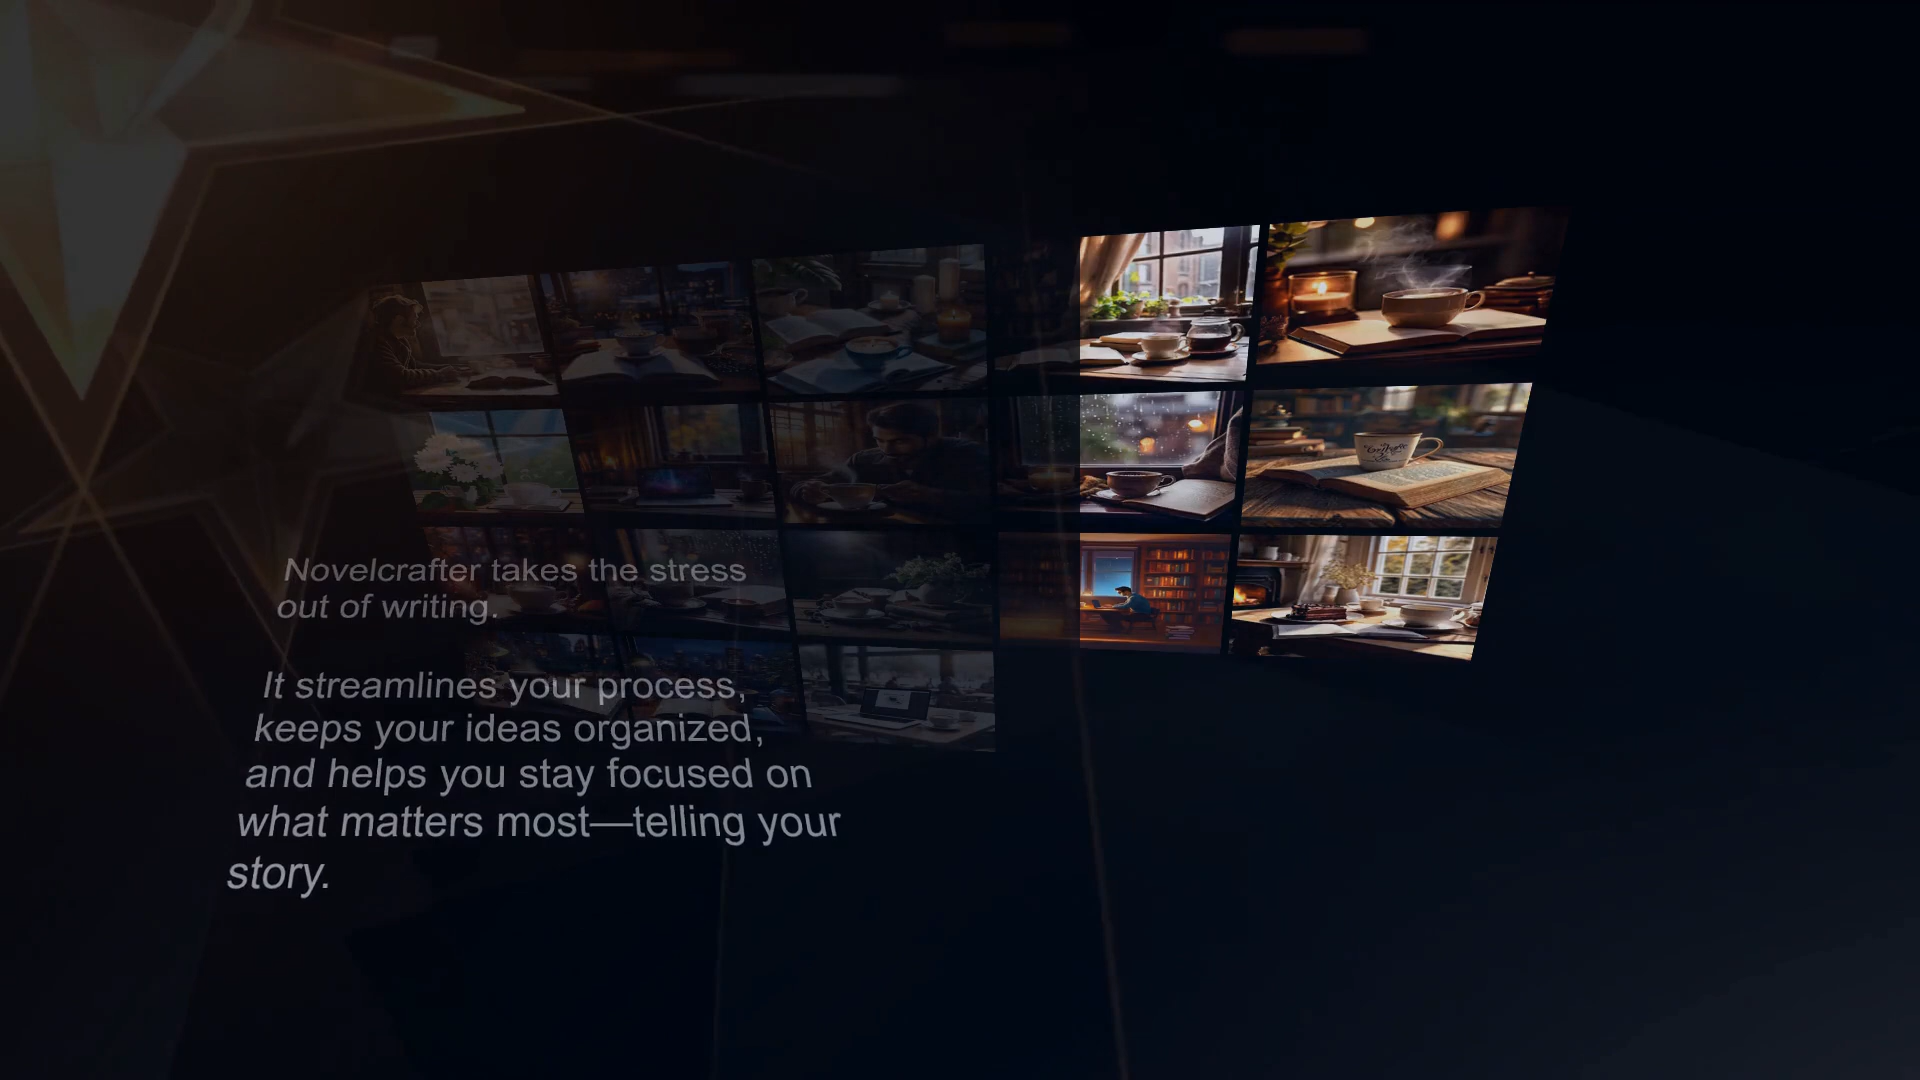 Novelcrafter takes the stress
out of writing.
It streamlines your process,
keeps your ideas organized,
and helps you stay focused on
what matters most—telling your
story.